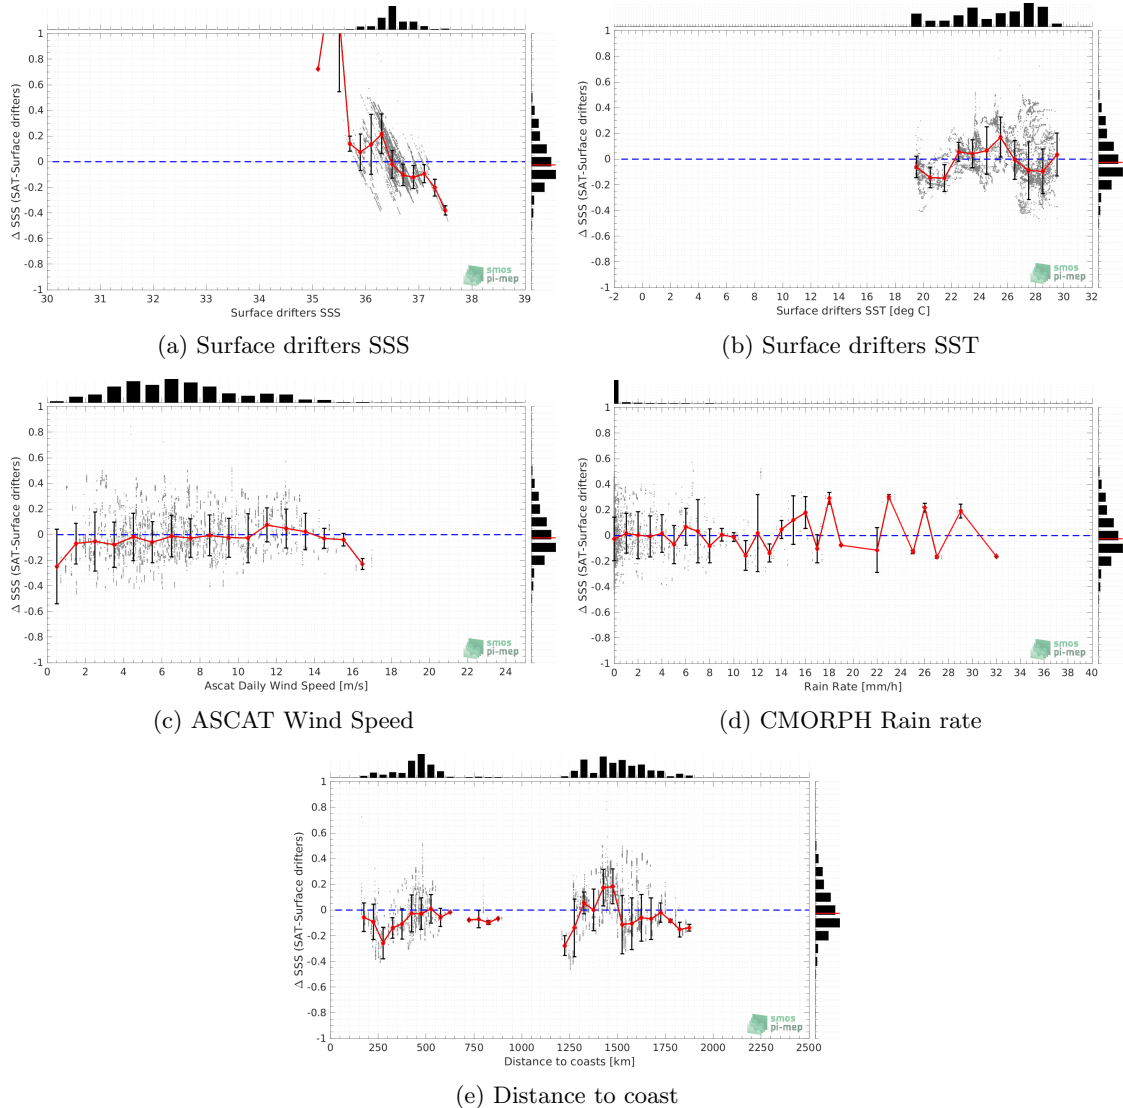 1
0.8
0.6
0.4
0.2
0
-0.2
-0.4
-0.6
-0.8
-1
Δ SSS (SAT-Surface drifters)
30 31 32 33 34 35 36 37 38 39
Surface drifters SSS
smos
pi-mep
(a) Surface drifters SSS
1
0.8
0.6
0.4
0.2
0
-0.2
-0.4
-0.6
-0.8
-1
Δ SSS (SAT-Surface drifters)
-2 0 2 4 6 8 10 12 14 16 18 20 22 24 26 28 30 32
Surface drifters SST [deg C]
smos
pi-mep
(b) Surface drifters SST
1
0.8
0.6
0.4
0.2
0
-0.2
-0.4
-0.6
-0.8
-1
Δ SSS (SAT-Surface drifters)
0 2 4 6 8 10 12 14 16 18 20 22 24
Ascat Daily Wind Speed [m/s]
smos
pi-mep
(c) ASCAT Wind Speed
1
0.8
0.6
0.4
0.2
0
-0.2
-0.4
-0.6
-0.8
-1
Δ SSS (SAT-Surface drifters)
0 2 4 6 8 10 12 14 16 18 20 22 24 26 28 30 32 34 36 38 40
Rain Rate [mm/h]
smos
pi-mep
(d) CMORPH Rain rate
1
0.8
0.6
0.4
0.2
0
-0.2
-0.4
-0.6
-0.8
-1
Δ SSS (SAT-Surface drifters)
0 250 500 750 1000 1250 1500 1750 2000 2250 2500
Distance to coasts [km]
smos
pi-mep
(e) Distance to coast